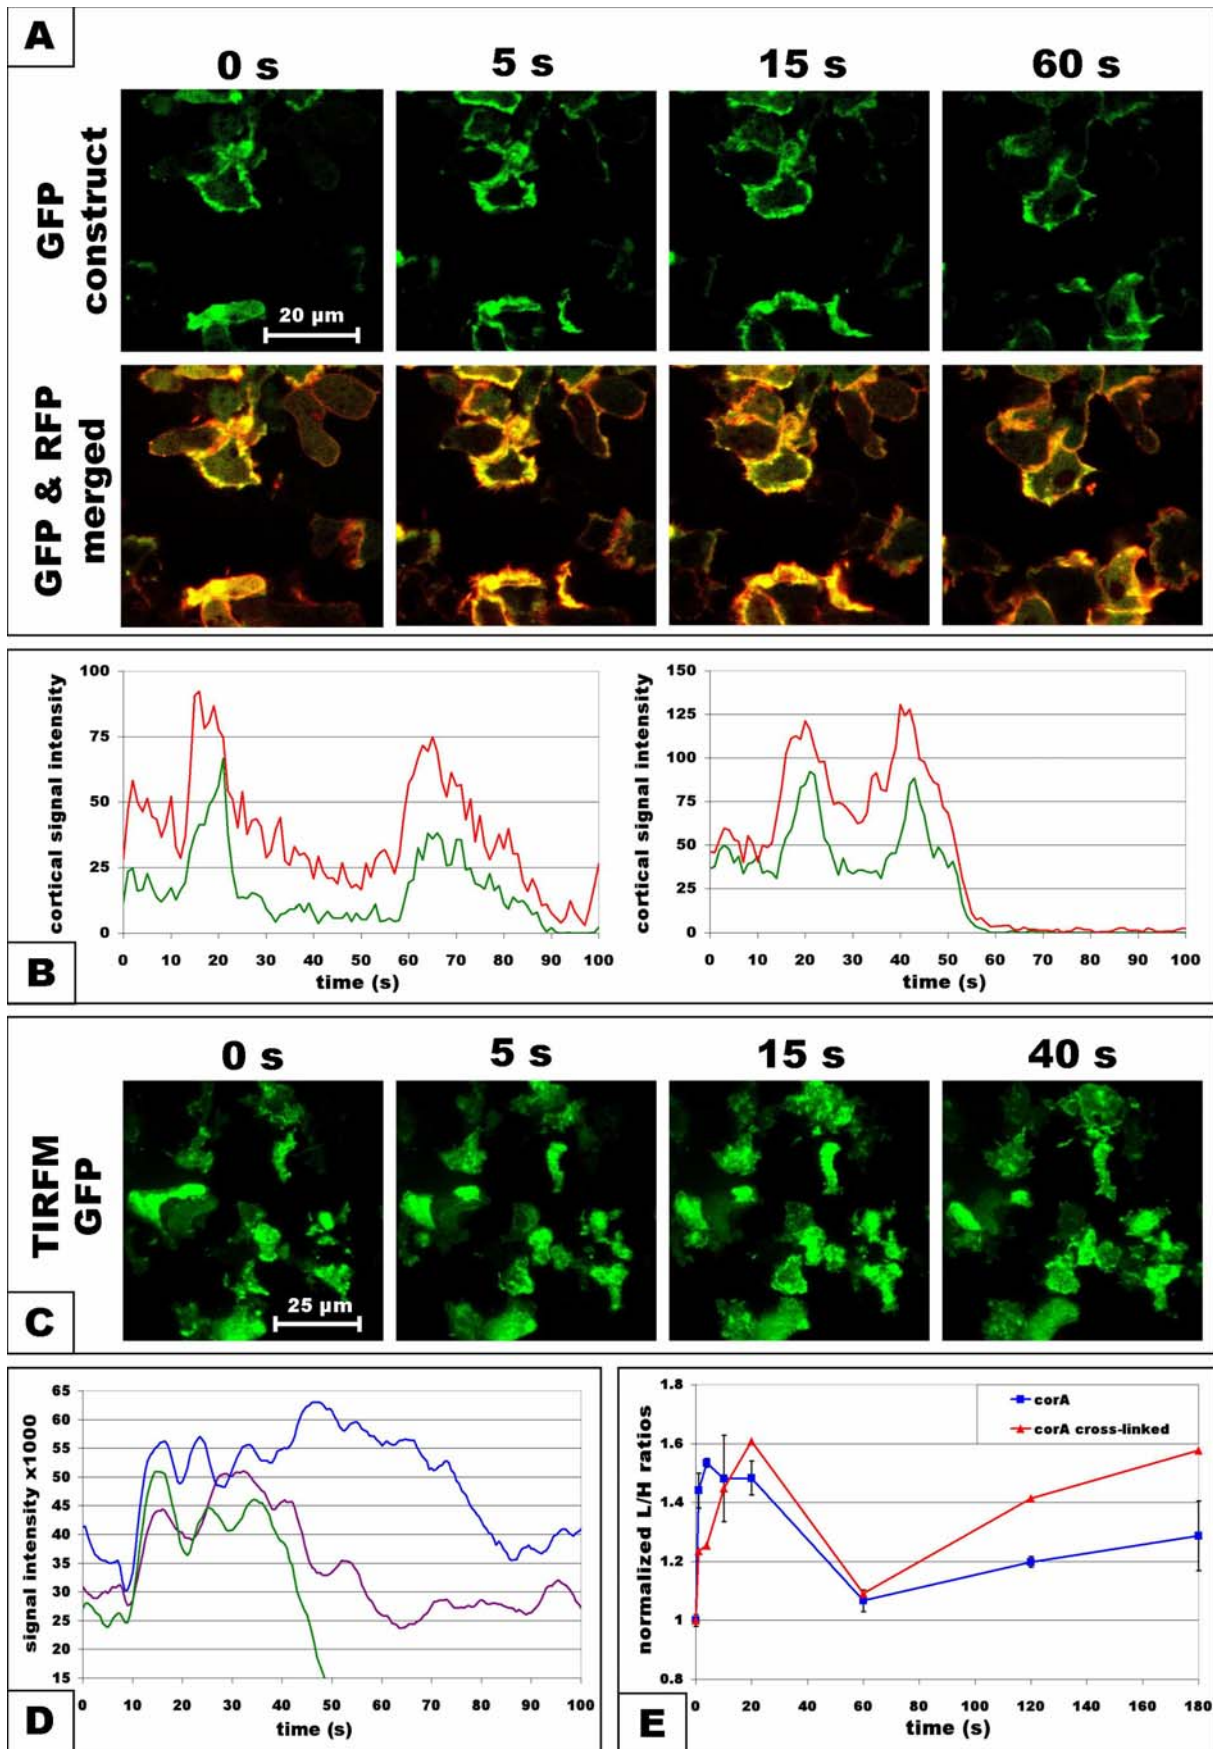 A
0 s 5 s 15 s 60 s
GFP
construct
20 µm
GFP & RFP
merged
cortical signal intensity
100
75
50
25
0
0 10 20 30 40 50 60 70 80 90 100
time (s)
cortical signal intensity
150
125
100
75
50
25
0
0 10 20 30 40 50 60 70 80 90 100
time (s)
B
0 s 5 s 15 s 40 s
TIRFM
GFP
25 µm
C
signal intensity x1000
65
60
55
50
45
40
35
30
25
20
15
0 10 20 30 40 50 60 70 80 90 100
time (s)
D
normalized L/H ratios
1.8
1.6
1.4
1.2
1
0.8
corA
corA cross-linked
0 20 40 60 80 100 120 140 160 180
time (s)
E